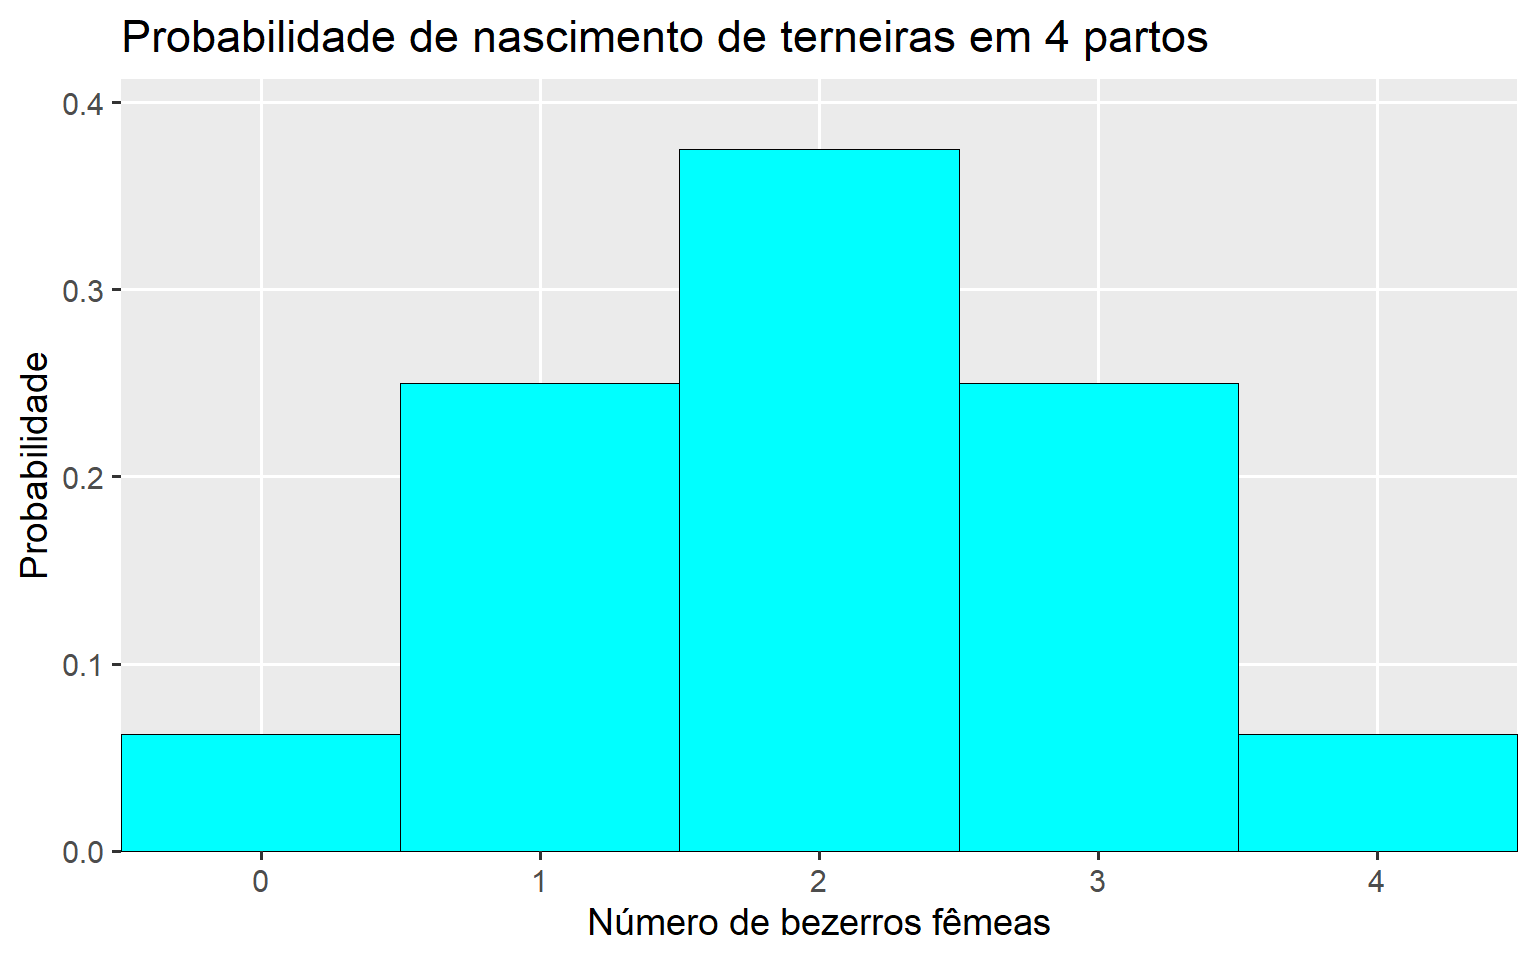 Probabilidade de nascimento de terneiras em 4 partos
0.4
0.3
0.2
0.1
0.0
Probabilidade
0 1 2 3 4
Número de bezerros fêmeas